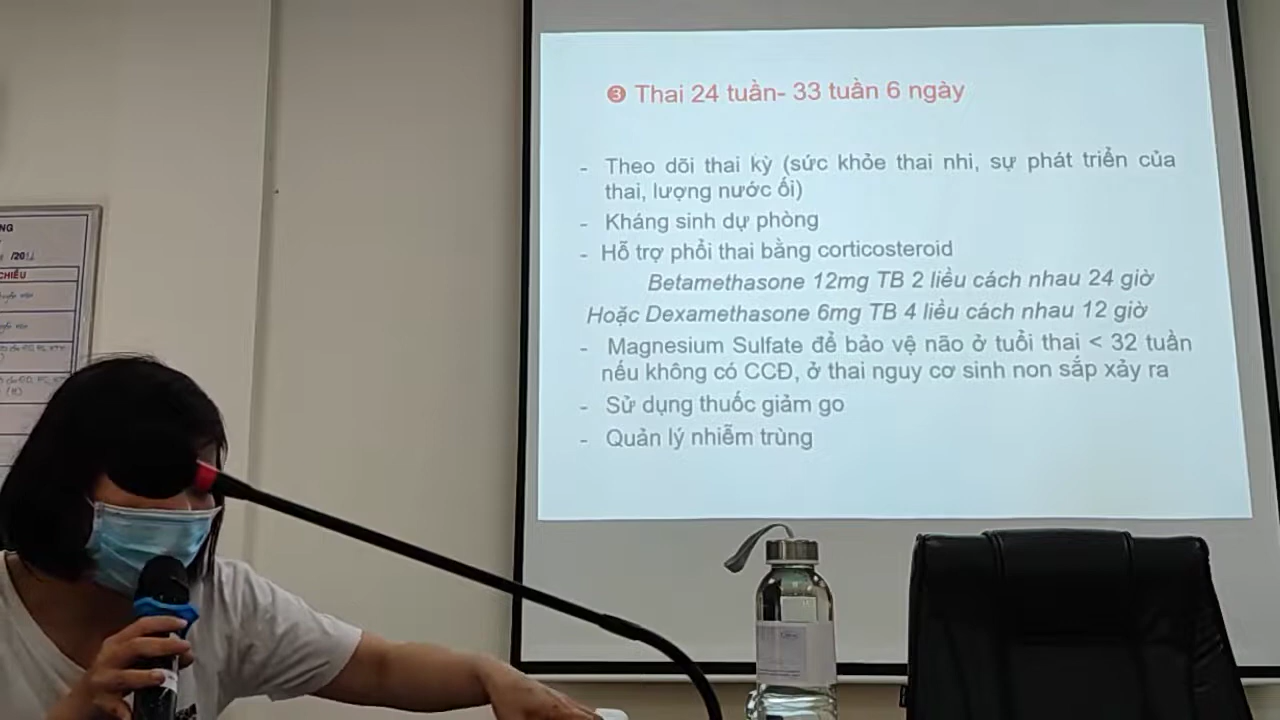 ❸ Thai 24 tuần- 33 tuần 6 ngày
- Theo dõi thai kỳ (sức khỏe thai nhi, sự phát triển của
thai, lượng nước ối)
- Kháng sinh dự phòng
- Hỗ trợ phổi thai bằng corticosteroid
Betamethasone 12mg TB 2 liều cách nhau 24 giờ
Hoặc Dexamethasone 6mg TB 4 liều cách nhau 12 giờ
- Magnesium Sulfate để bảo vệ não ở tuổi thai < 32 tuần
nếu không có CCĐ, ở thai nguy cơ sinh non sắp xảy ra
- Sử dụng thuốc giảm go
- Quản lý nhiễm trùng
NG
/20
CHIỀU